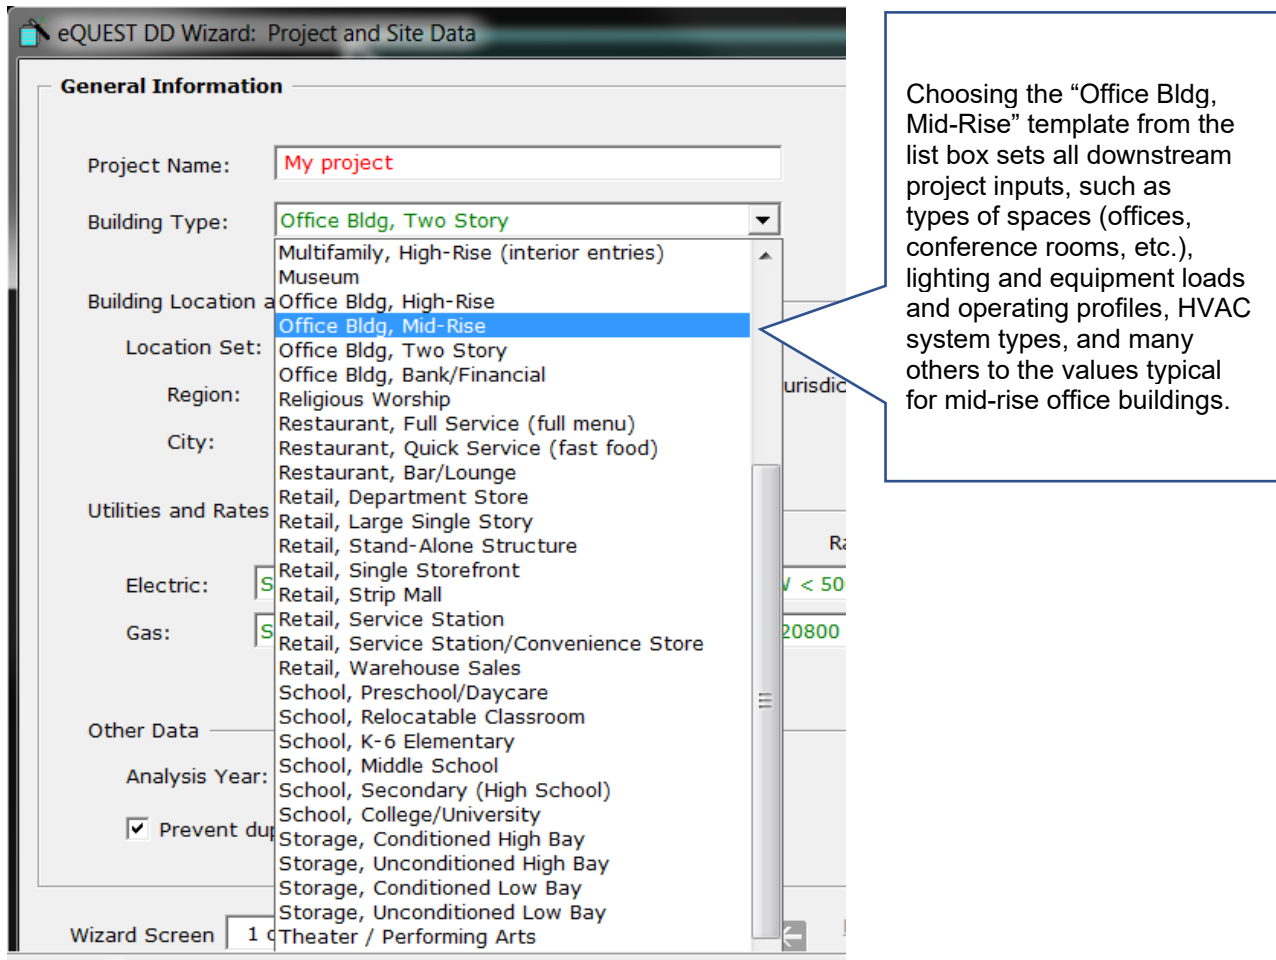 eQUEST DD Wizard: Project and Site Data
General Information
Project Name: My project
Building Type: Office Bldg, Two Story
Multifamily, High-Rise (interior entries)
Museum
Building Location a
Office Bldg, High-Rise
Office Bldg, Mid-Rise
Location Set:
Office Bldg, Two Story
Office Bldg, Bank/Financial
Region:
urisdic
Religious Worship
Restaurant, Full Service (full menu)
City:
Restaurant, Quick Service (fast food)
Restaurant, Bar/Lounge
Retail, Department Store
Utilities and Rates
Retail, Large Single Story
Retail, Stand-Alone Structure
Ra
Retail, Single Storefront
Electric: S
< 50
Retail, Strip Mall
Retail, Service Station
Gas: S
20800
Retail, Service Station/Convenience Store
Retail, Warehouse Sales
School, Preschool/Daycare
School, Relocatable Classroom
Other Data
School, K-6 Elementary
School, Middle School
Analysis Year:
School, Secondary (High School)
School, College/University
Prevent dup
Storage, Conditioned High Bay
Storage, Unconditioned High Bay
Storage, Conditioned Low Bay
Storage, Unconditioned Low Bay
Wizard Screen 1 o
Theater / Performing Arts
Choosing the “Office Bldg,
Mid-Rise” template from the
list box sets all downstream
project inputs, such as
types of spaces (offices,
conference rooms, etc.),
lighting and equipment loads
and operating profiles, HVAC
system types, and many
others to the values typical
for mid-rise office buildings.